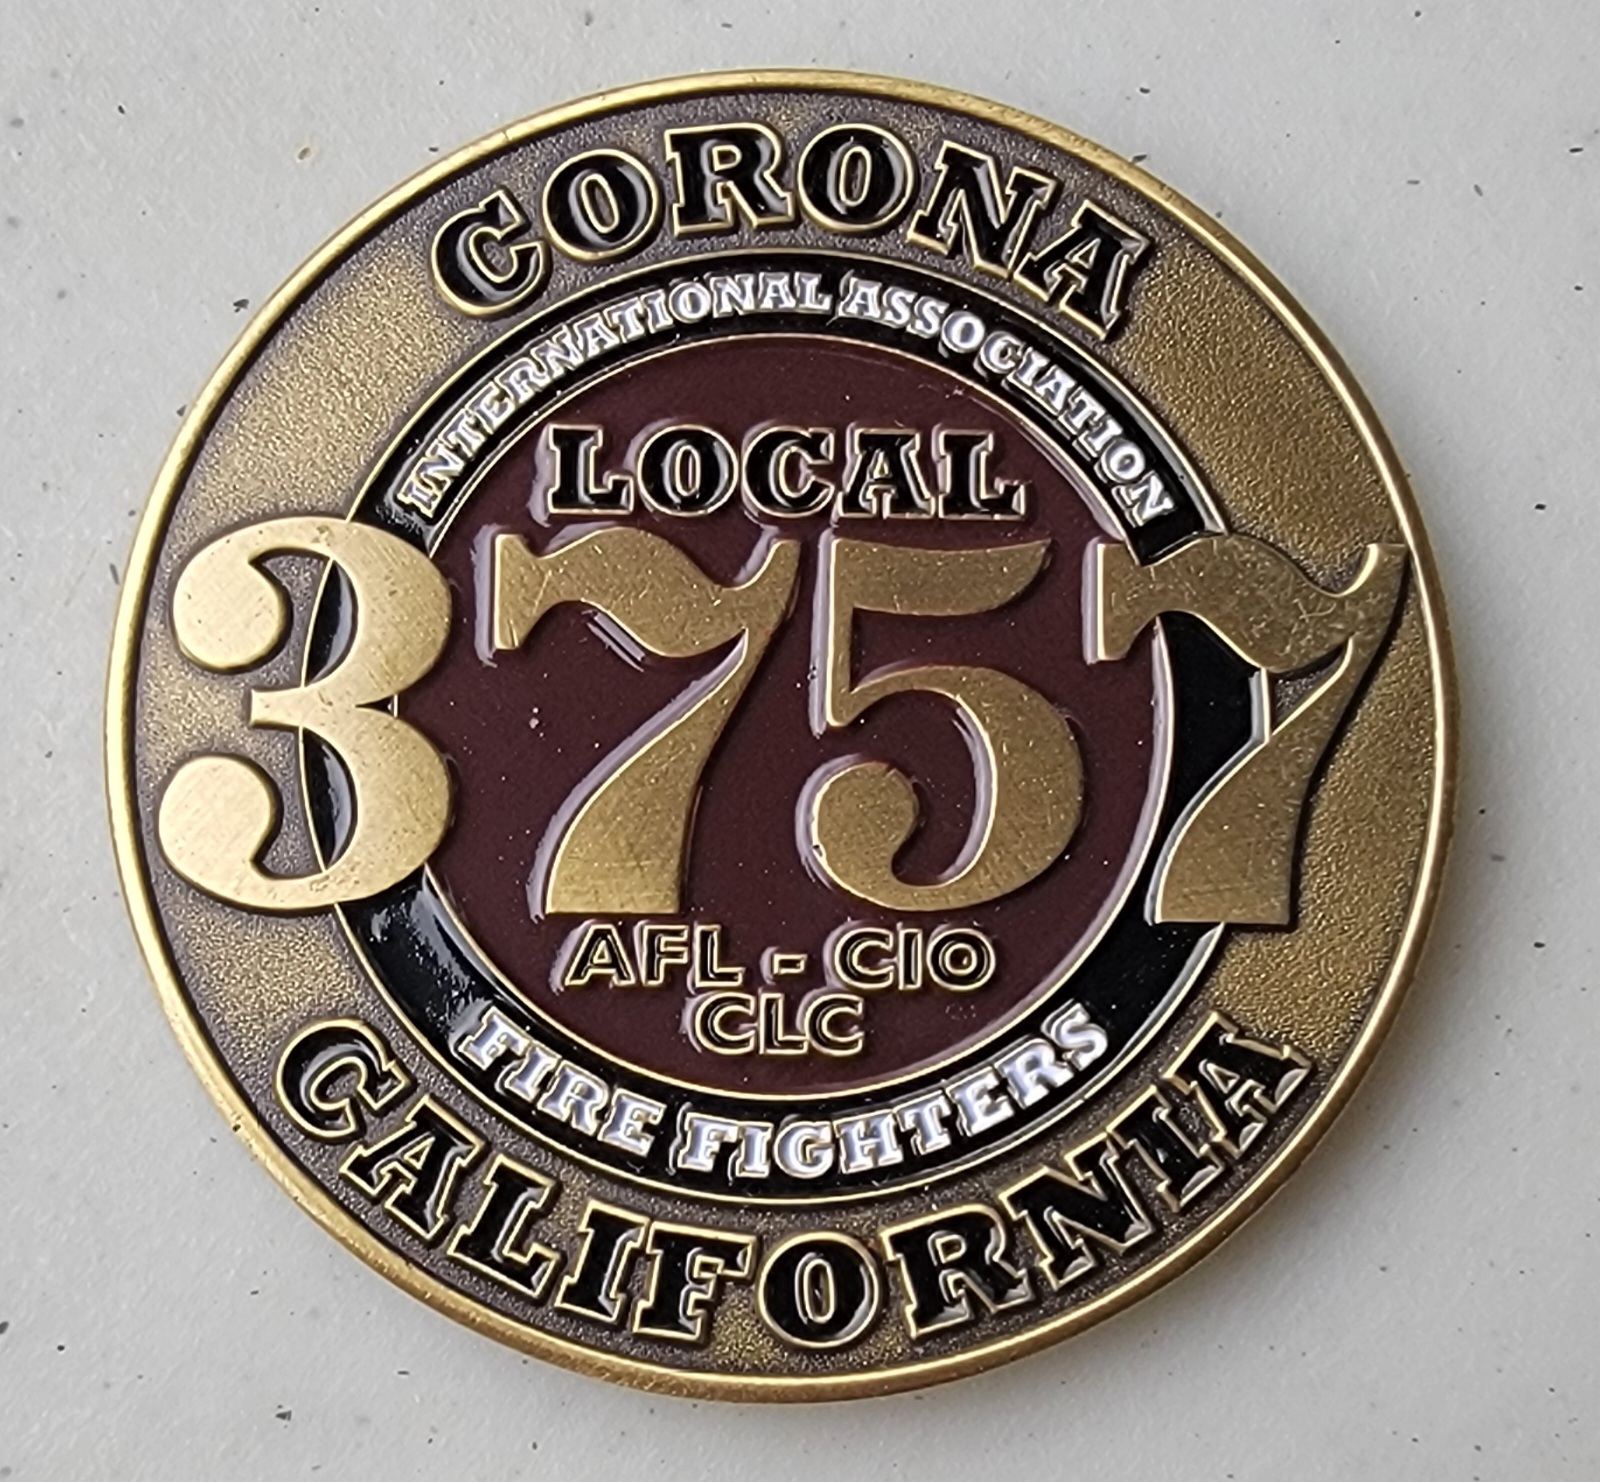 CORONA
INTERNATIONAL ASSOCIATION
LOCAL
3757
AFL - CIO
CLC
FIRE FIGHTERS
CALIFORNIA